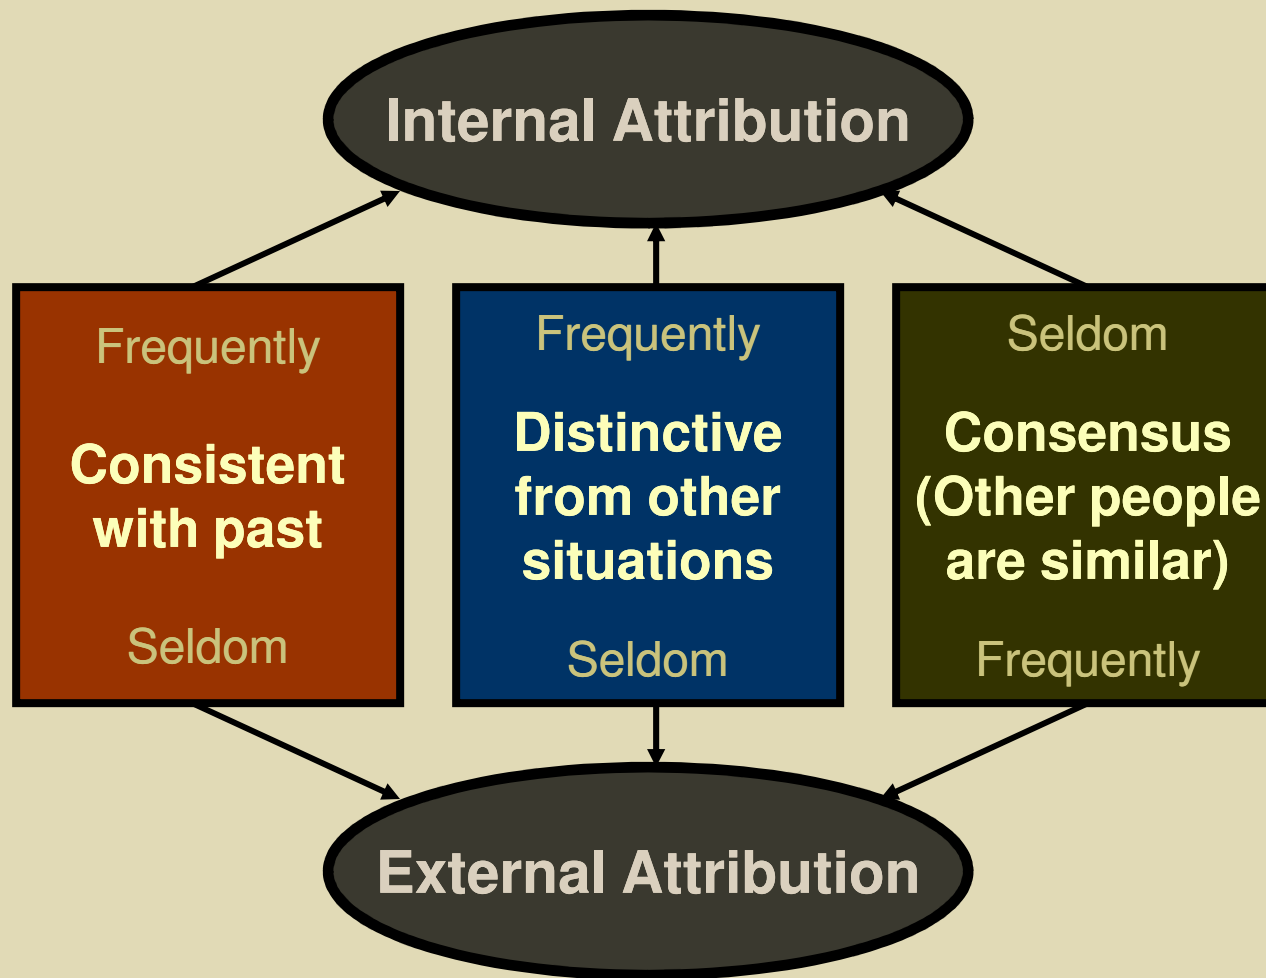 Internal Attribution
Frequently
Consistent
with past
Seldom
Frequently
Distinctive
from other
situations
Seldom
Seldom
Consensus
(Other people
are similar)
Frequently
External Attribution